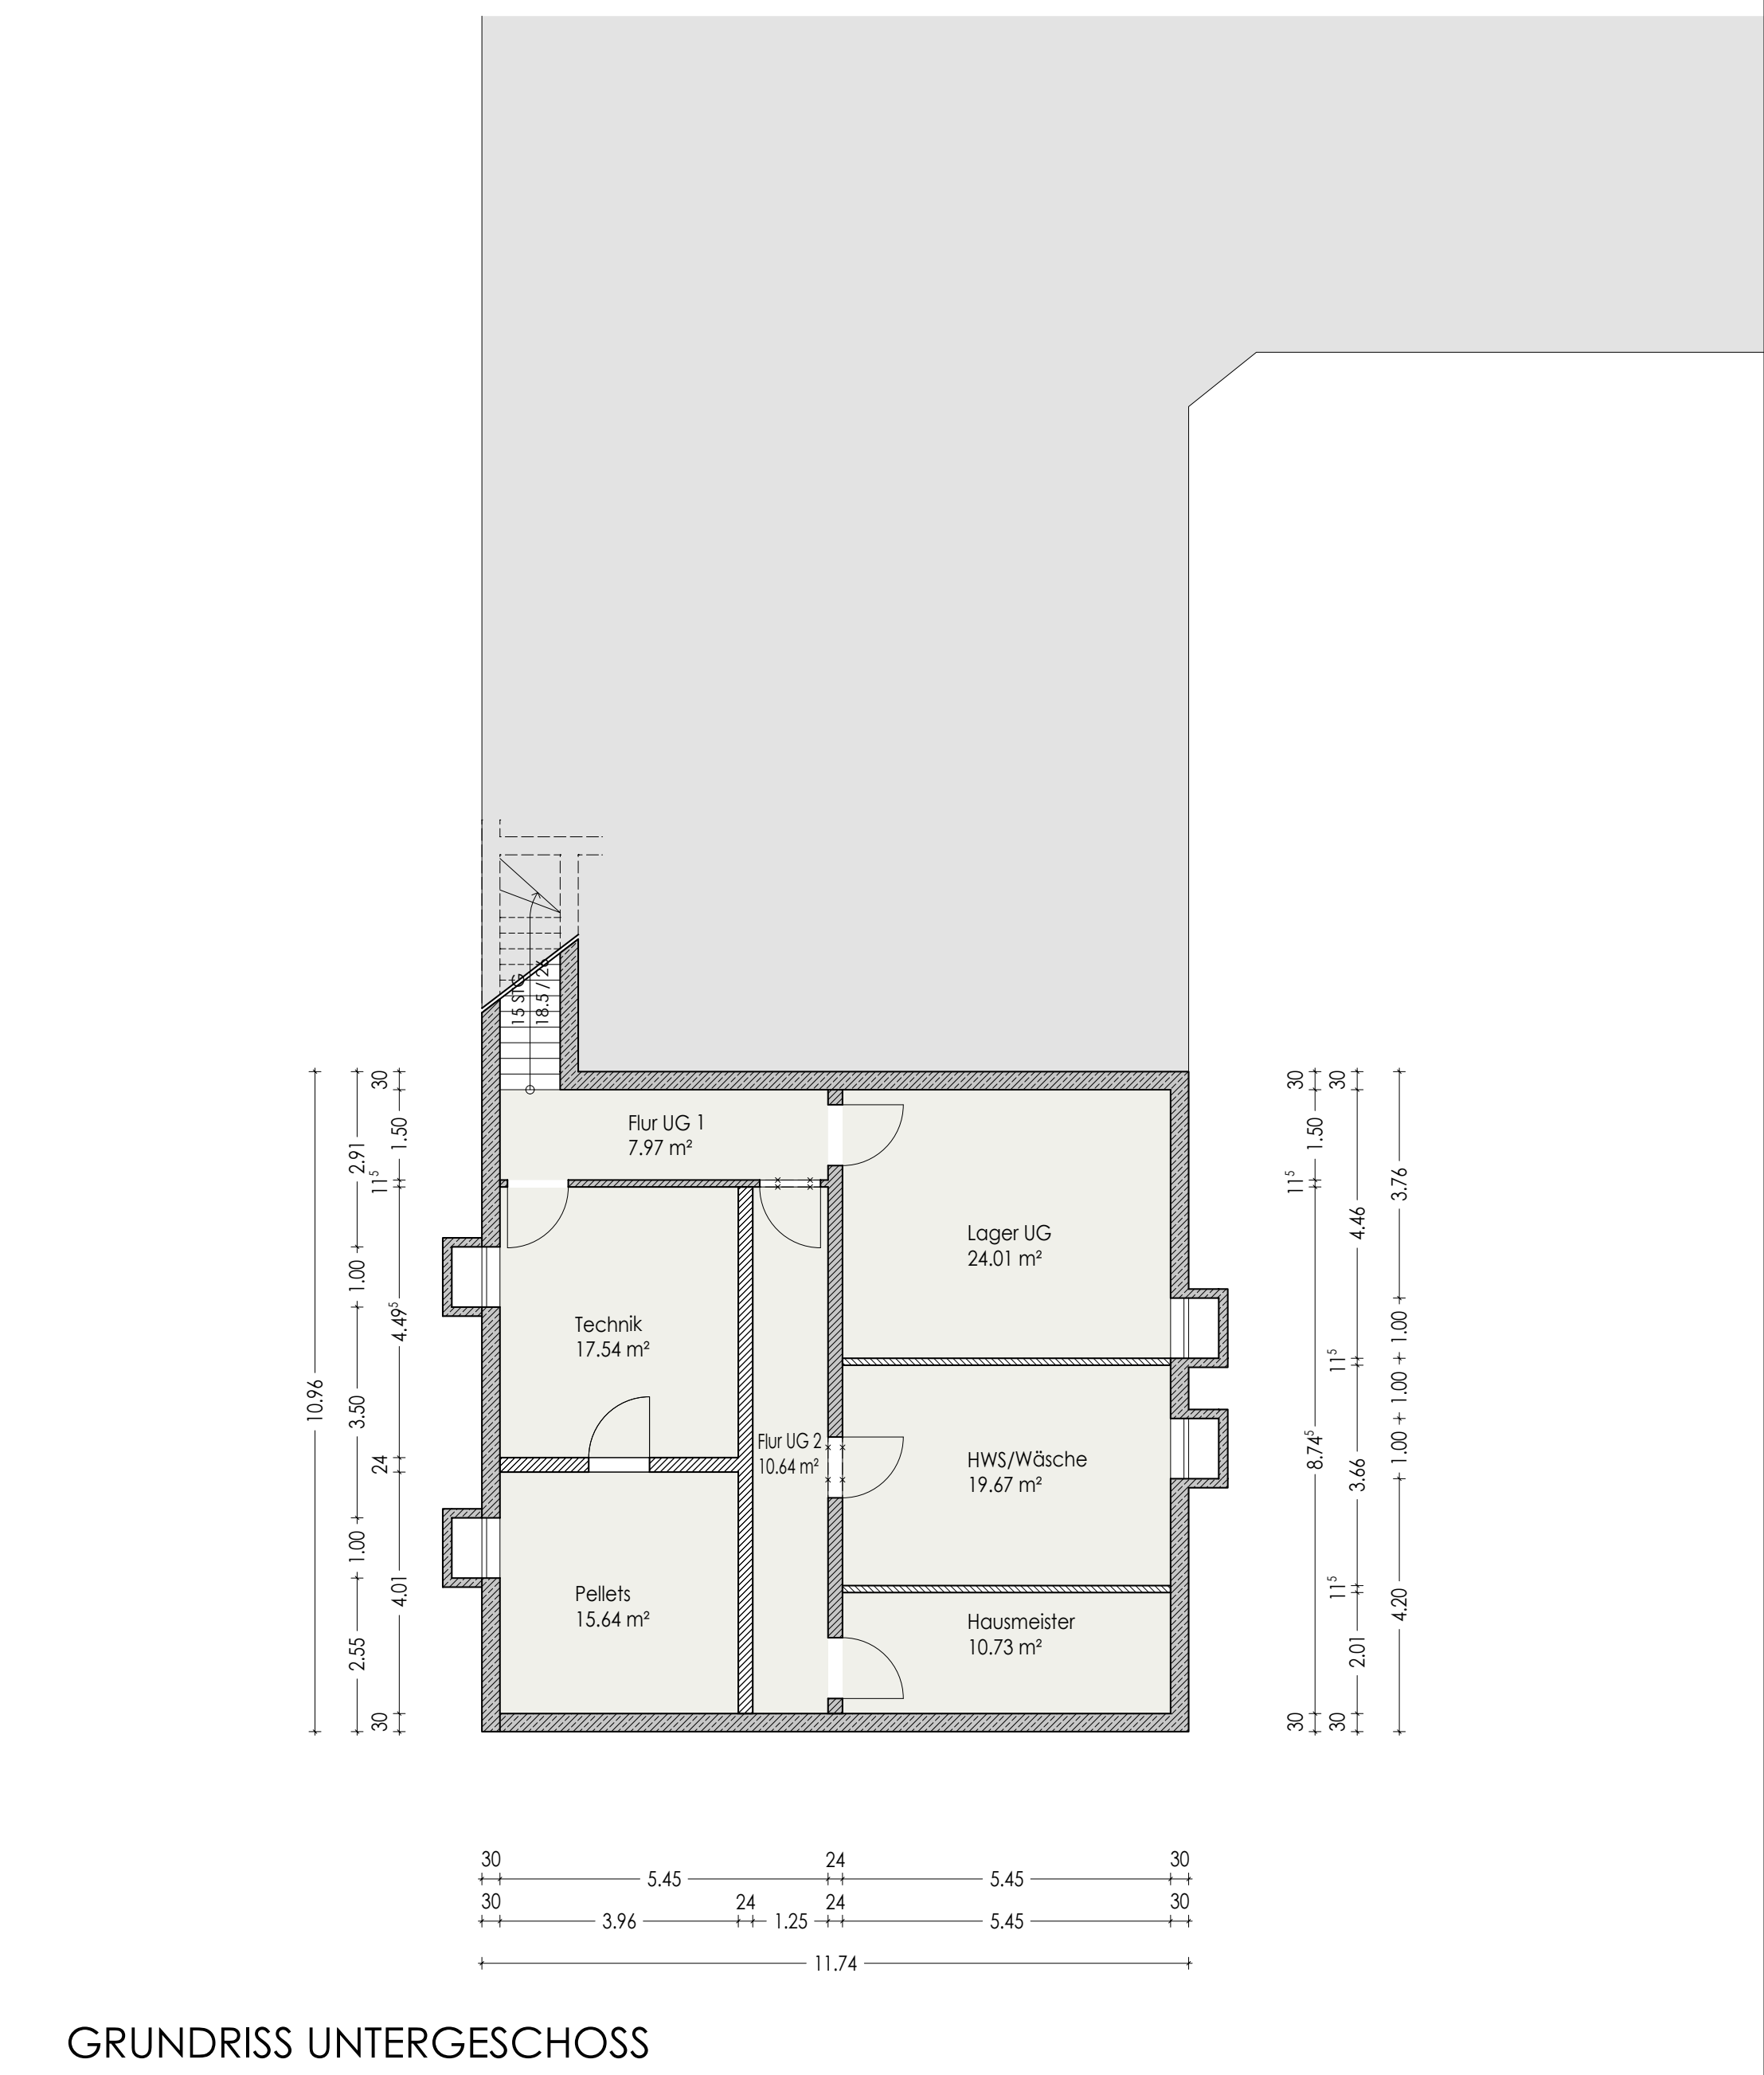 15 STG
18.5 / 26
Flur UG 1
7.97 m²
Lager UG
24.01 m²
Technik
17.54 m²
Flur UG 2
10.64 m²
HWS/Wäsche
19.67 m²
Pellets
15.64 m²
Hausmeister
10.73 m²
10.96
2.91
1.00
3.50
1.00
2.55
30
1.50
11⁵
4.49⁵
24
4.01
30
30
1.50
11⁵
8.74⁵
30
30
4.46
11⁵
3.66
11⁵
2.01
30
3.76
1.00
1.00
1.00
4.20
30
5.45
24
5.45
30
30
3.96
24
1.25
24
5.45
30
11.74
GRUNDRISS UNTERGESCHOSS